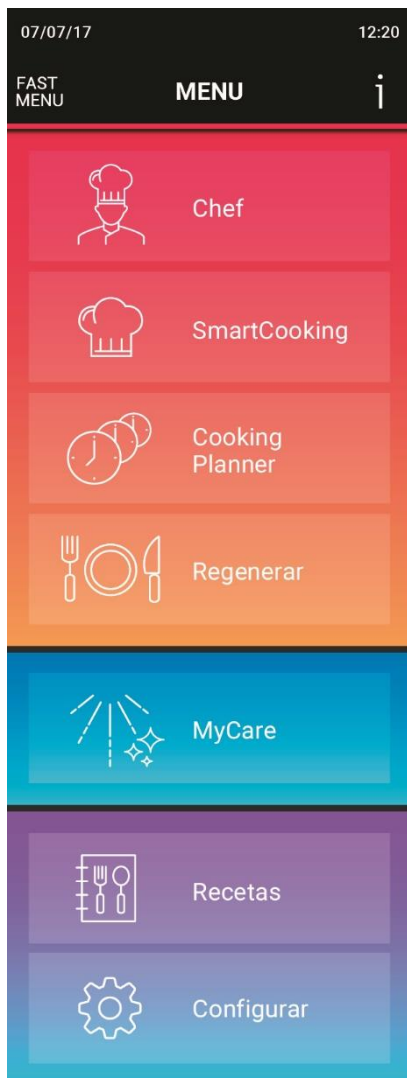 07/07/17 12:20
FAST
MENU
MENU
i
Chef
SmartCooking
Cooking
Planner
Regenerar
MyCare
Recetas
Configurar